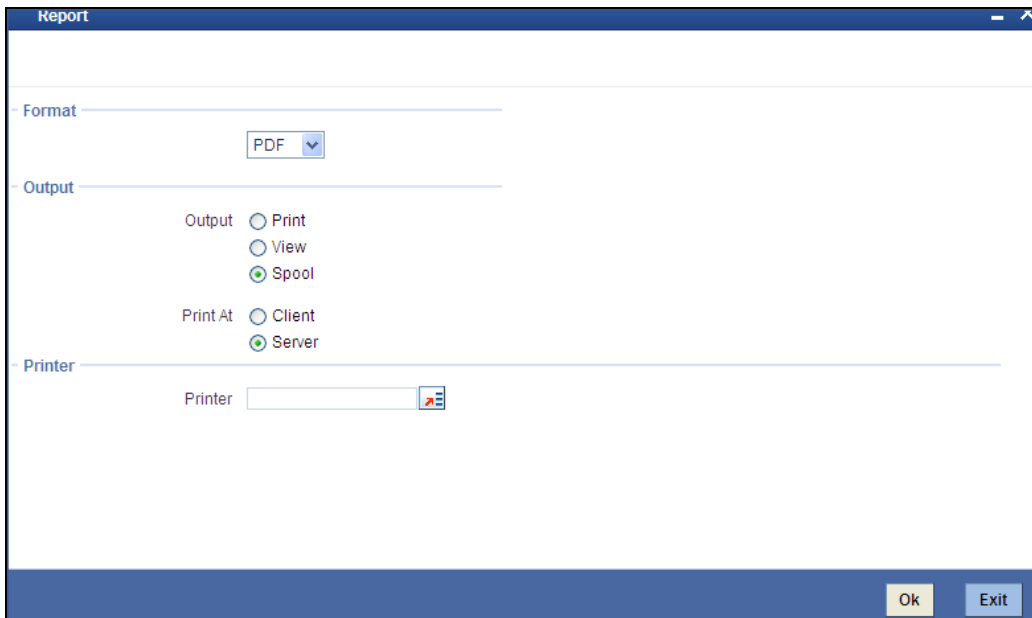 Report
Format
PDF
Output
Output Print
View
Spool
Print At Client
Server
Printer
Printer
Ok Exit